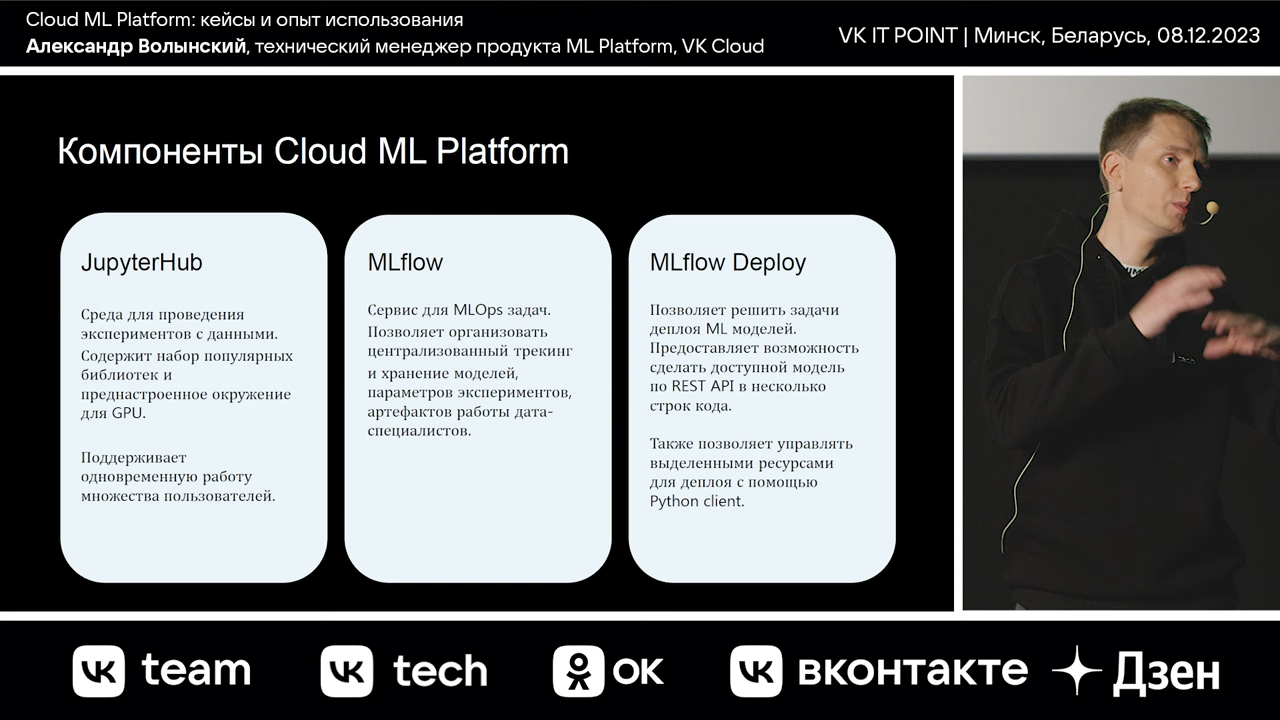 Cloud ML Platform: кейсы и опыт использования
Александр Волынский, технический менеджер продукта ML Platform, VK Cloud
VK IT POINT | Минск, Беларусь, 08.12.2023
Компоненты Cloud ML Platform
JupyterHub
Среда для проведения
экспериментов с данными.
Содержит набор популярных
библиотек и
преднастроенное окружение
для GPU.
Поддерживает
одновременную работу
множества пользователей.
MLflow
Сервис для MLOps задач.
Позволяет организовать
централизованный трекинг
и хранение моделей,
параметров экспериментов,
артефактов работы дата-
специалистов.
MLflow Deploy
Позволяет решить задачи
деплоя ML моделей.
Предоставляет возможность
сделать доступной модель
по REST API в несколько
строк кода.
Также позволяет управлять
выделенными ресурсами
для деплоя с помощью
Python client.
VK team
VK tech
OK
VK вконтакте
Дзен